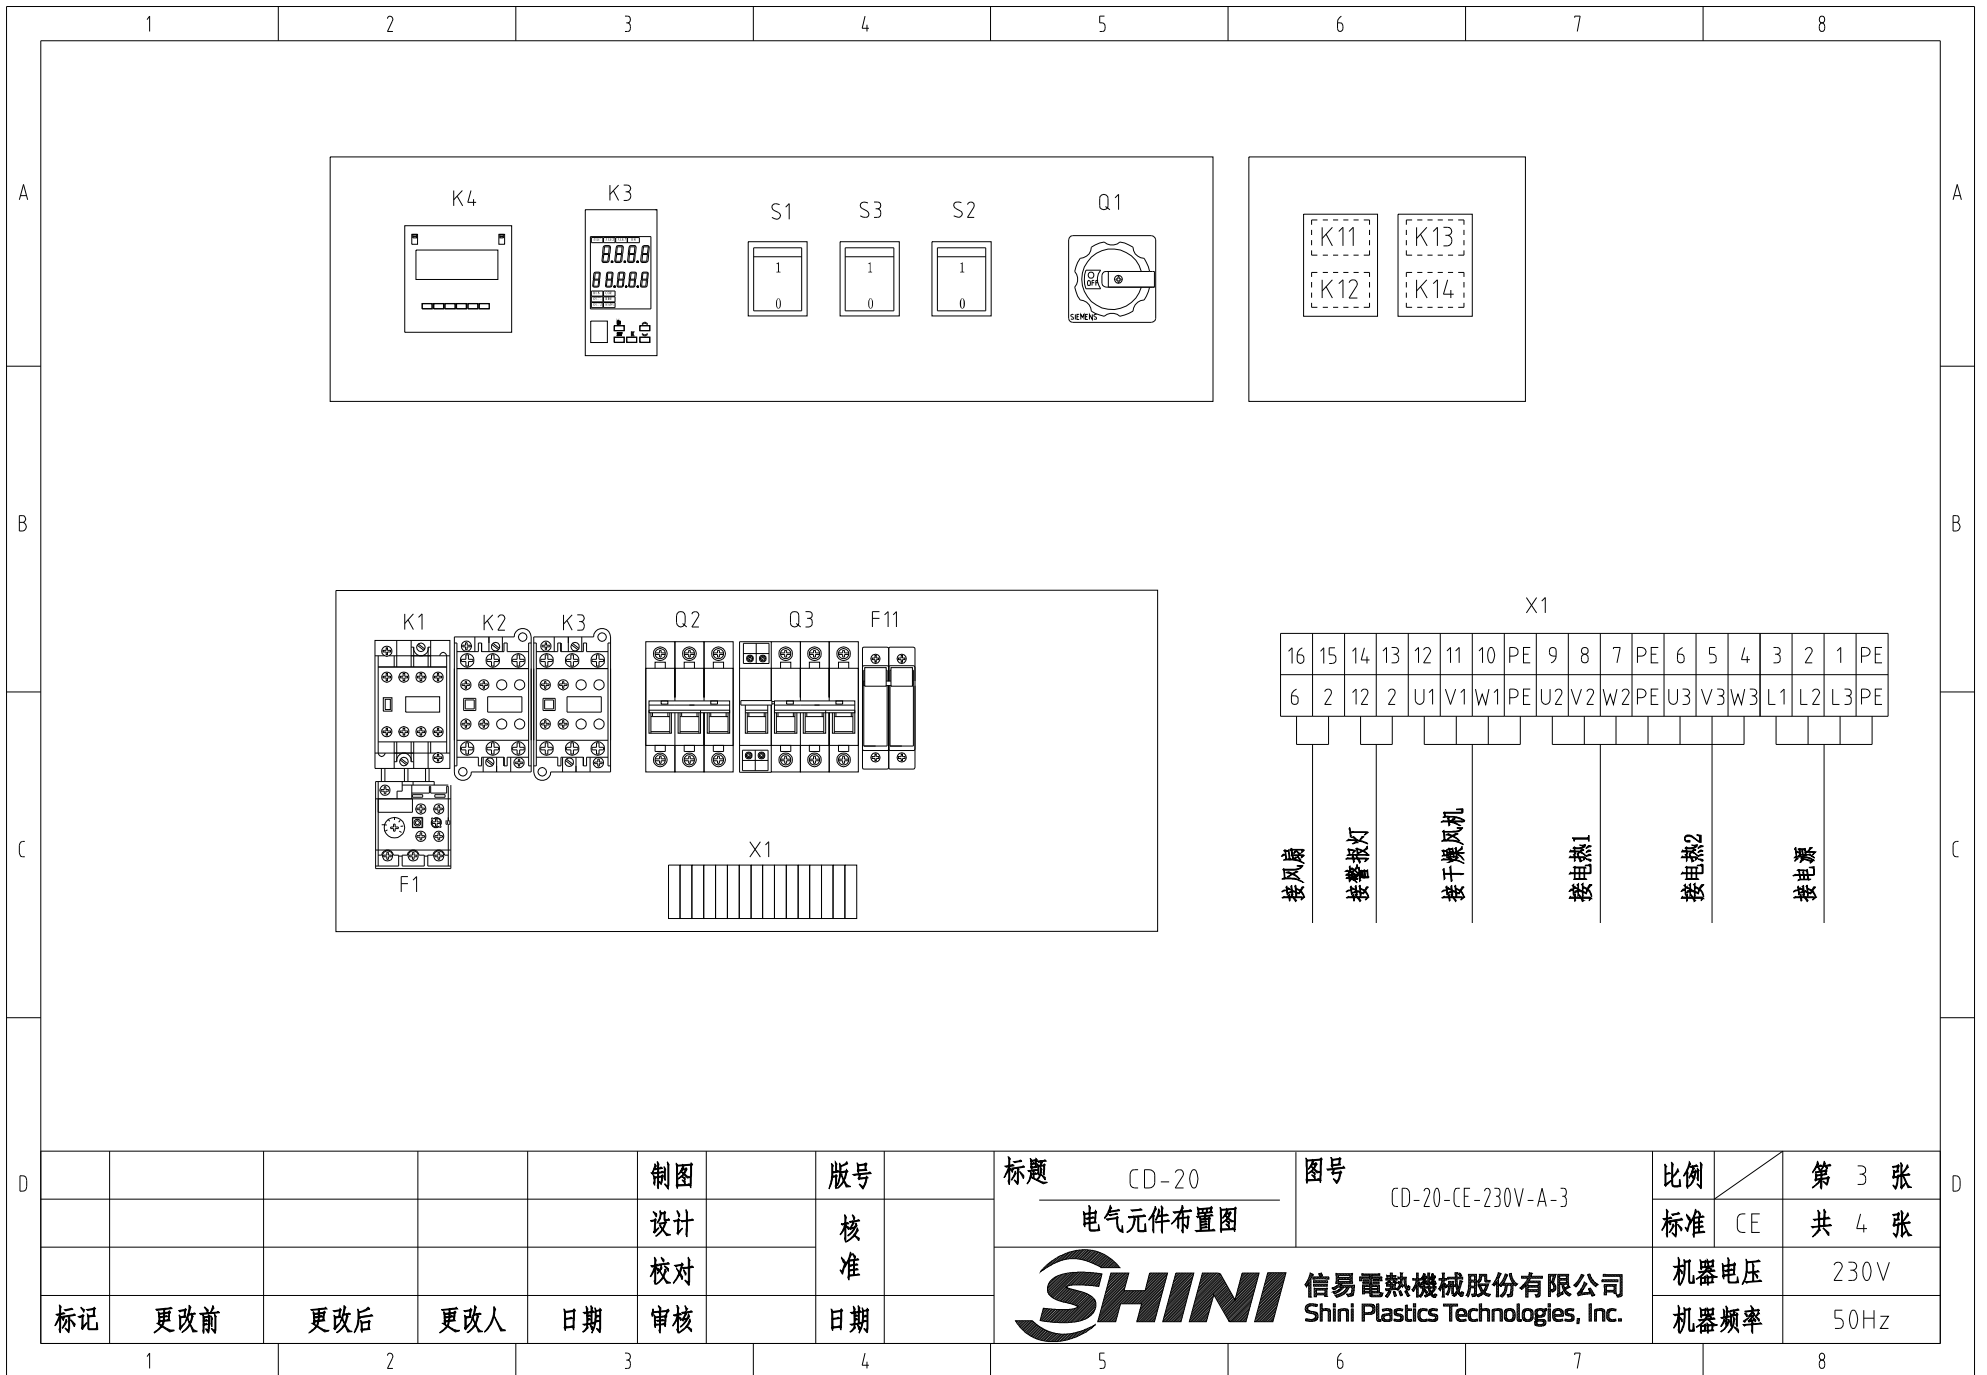 1 2 3 4 5 6 7 8
A A
K4 K3 S1 S3 S2 Q1
1 1 1
0 0 0
O
OFF
SIEMENS
K11 K13
K12 K14
B B
K1 K2 K3 Q2 Q3 F11
F1
X1
X1
16 15 14 13 12 11 10 PE 9 8 7 PE 6 5 4 3 2 1 PE
6 2 12 2 U1 V1 W1 PE U2 V2 W2 PE U3 V3 W3 L1 L2 L3 PE
接风扇
接警报灯
接干燥风机
接电热1
接电热2
接电源
C C
D D
制图 版号
设计 核
校对 准
标记 更改前 更改后 更改人 日期 审核 日期
标题 CD-20
电气元件布置图
图号 CD-20-CE-230V-A-3
比例 第 3 张
标准 CE 共 4 张
机器电压 230V
机器频率 50Hz
SHINI
信易電熱機械股份有限公司
Shini Plastics Technologies, Inc.
1 2 3 4 5 6 7 8